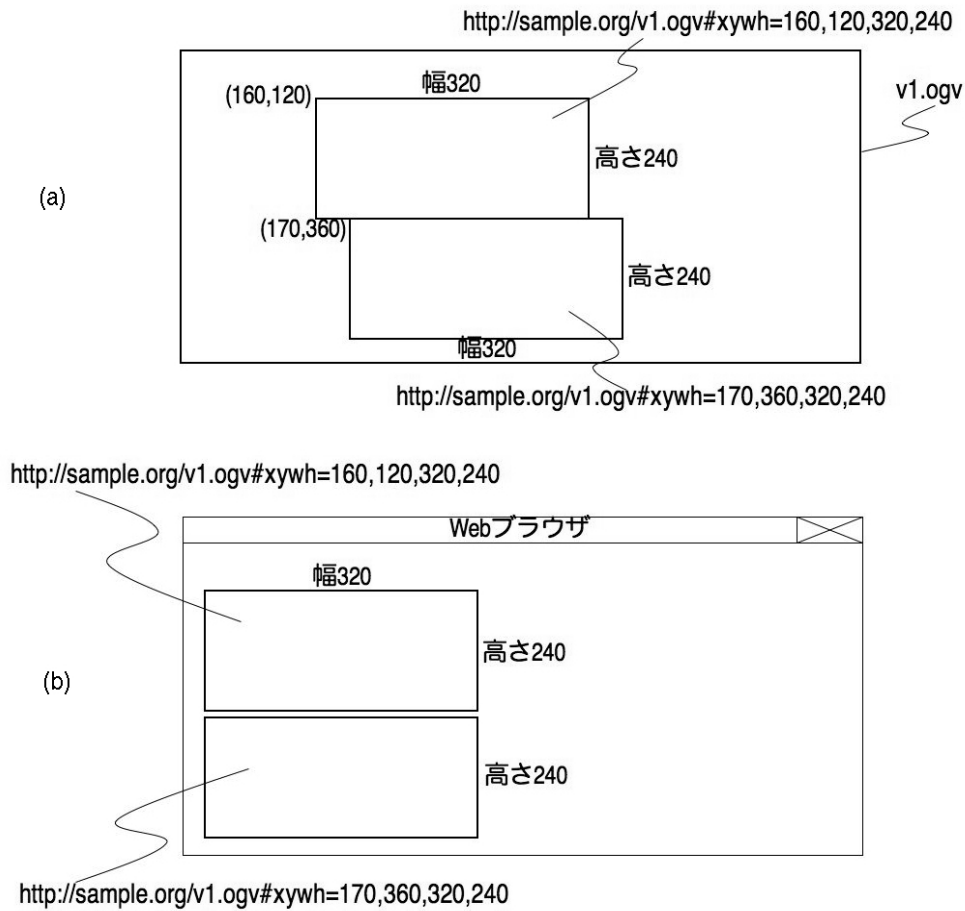 http://sample.org/v1.ogv#xywh=160,120,320,240
v1.ogv
幅320
(160,120)
高さ240
(a)
(170,360)
高さ240
幅320
http://sample.org/v1.ogv#xywh=170,360,320,240
http://sample.org/v1.ogv#xywh=160,120,320,240
Webブラウザ
幅320
高さ240
(b)
高さ240
http://sample.org/v1.ogv#xywh=170,360,320,240